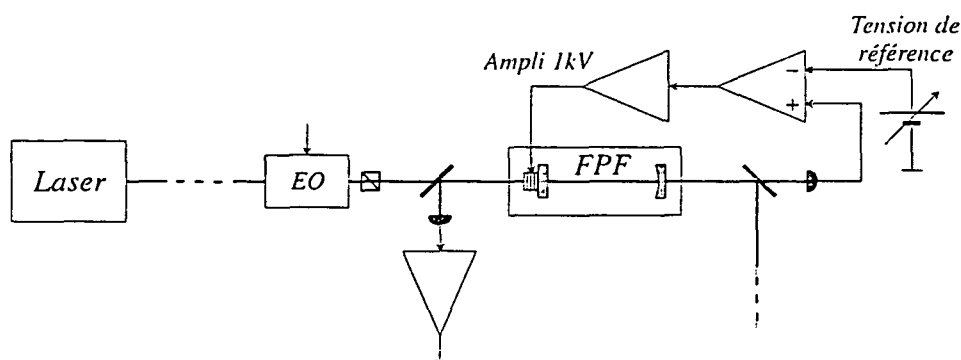 Tension de
référence
Ampli 1kV
−
+
FPF
Laser
EO